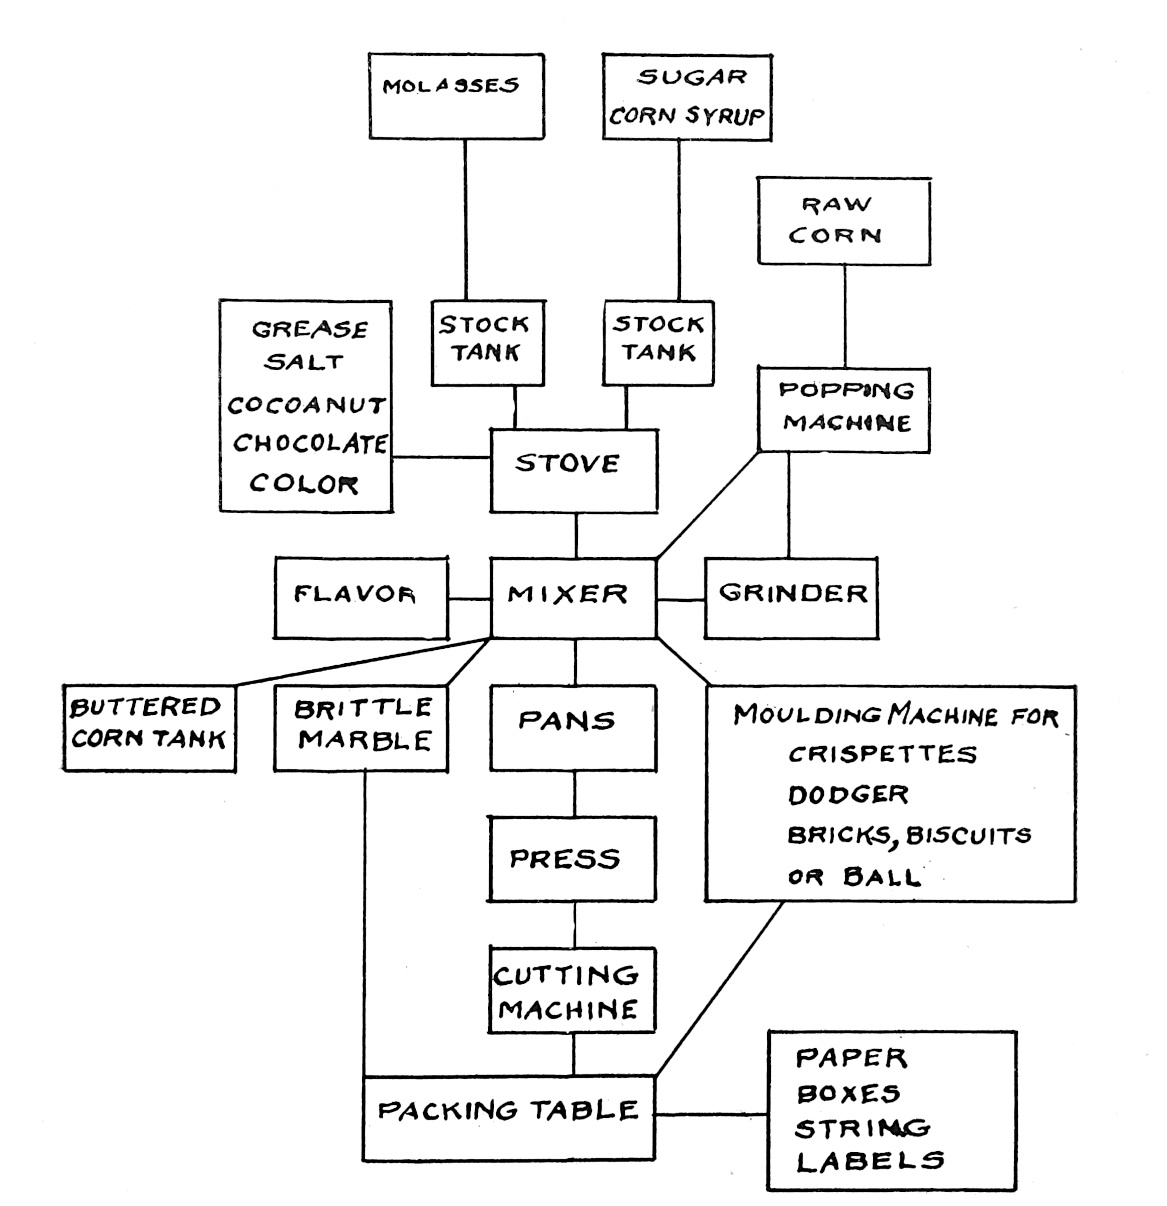 MOLASSES
SUGAR
CORN SYRUP
RAW
CORN
GREASE
SALT
COCOANUT
CHOCOLATE
COLOR
STOCK
TANK
STOCK
TANK
POPPING
MACHINE
STOVE
FLAVOR
MIXER
GRINDER
BUTTERED
CORN TANK
BRITTLE
MARBLE
PANS
MOULDING MACHINE FOR
CRISPETTES
DODGER
BRICKS, BISCUITS
OR BALL
PRESS
CUTTING
MACHINE
PACKING TABLE
PAPER
BOXES
STRING
LABELS